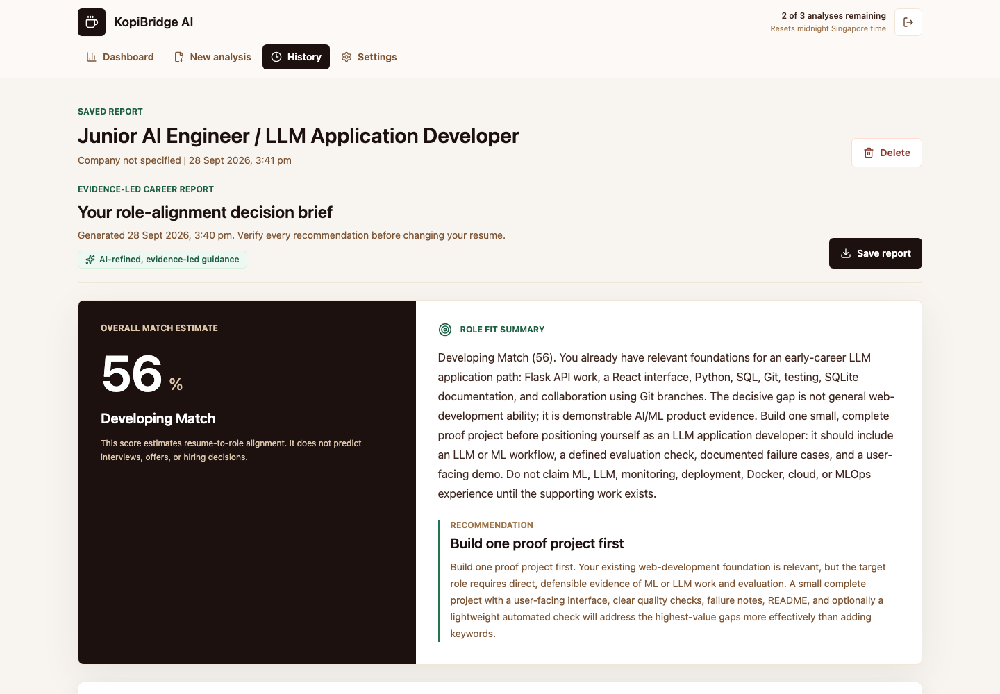 KopiBridge AI
2 of 3 analyses remaining
Resets midnight Singapore time
Dashboard
New analysis
History
Settings
SAVED REPORT
Junior AI Engineer / LLM Application Developer
Company not specified | 28 Sept 2026, 3:41 pm
Delete
EVIDENCE-LED CAREER REPORT
Your role-alignment decision brief
Generated 28 Sept 2026, 3:40 pm. Verify every recommendation before changing your resume.
AI-refined, evidence-led guidance
Save report
OVERALL MATCH ESTIMATE
56 %
Developing Match
This score estimates resume-to-role alignment. It does not predict
interviews, offers, or hiring decisions.
ROLE FIT SUMMARY
Developing Match (56). You already have relevant foundations for an early-career LLM
application path: Flask API work, a React interface, Python, SQL, Git, testing, SQLite
documentation, and collaboration using Git branches. The decisive gap is not general web-
development ability; it is demonstrable AI/ML product evidence. Build one small, complete
proof project before positioning yourself as an LLM application developer: it should include
an LLM or ML workflow, a defined evaluation check, documented failure cases, and a user-
facing demo. Do not claim ML, LLM, monitoring, deployment, Docker, cloud, or MLOps
experience until the supporting work exists.
RECOMMENDATION
Build one proof project first
Build one proof project first. Your existing web-development foundation is relevant, but the target
role requires direct, defensible evidence of ML or LLM work and evaluation. A small complete
project with a user-facing interface, clear quality checks, failure notes, README, and optionally a
lightweight automated check will address the highest-value gaps more effectively than adding
keywords.